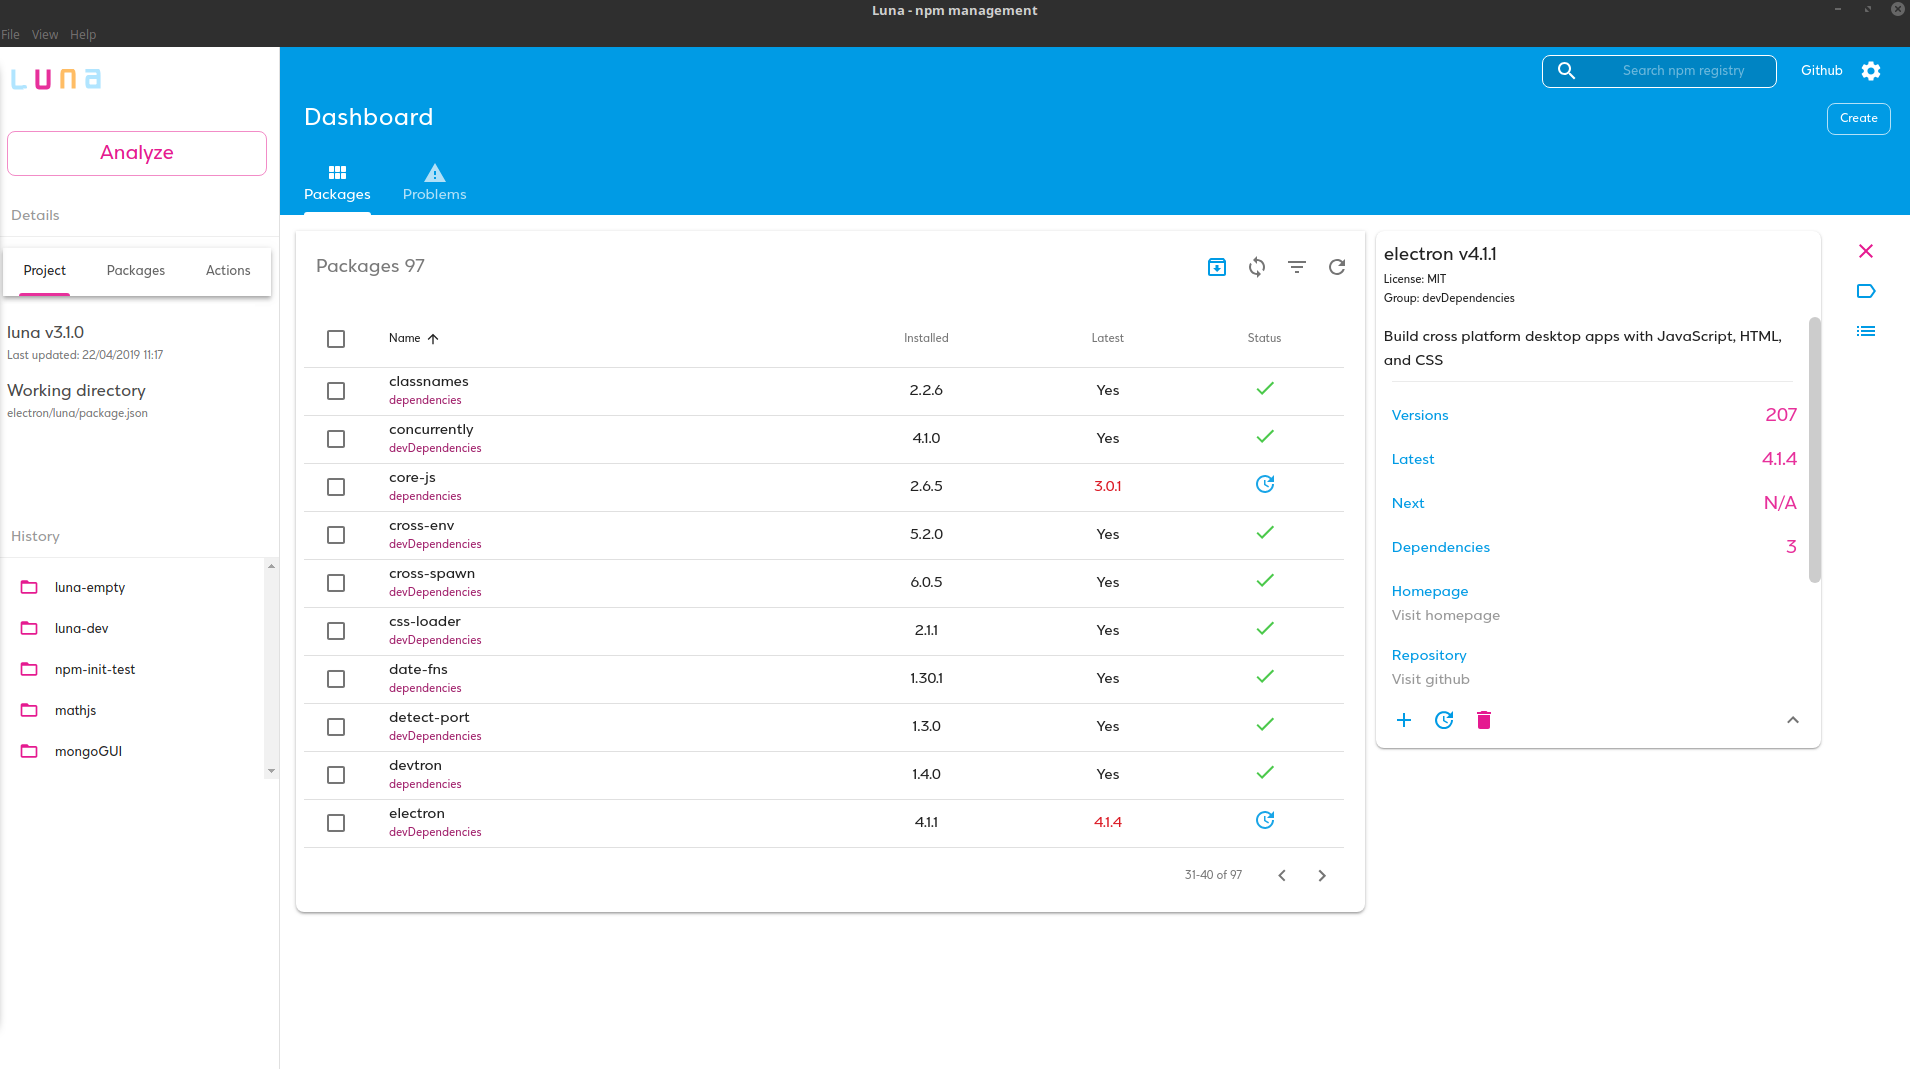 Luna - npm management
File View Help
Luna
Search npm registry
Github
Dashboard
Create
Packages
Problems
Analyze
Details
Project Packages Actions
luna v3.1.0
Last updated: 22/04/2019 11:17
Working directory
electron/luna/package.json
History
luna-empty
luna-dev
npm-init-test
mathjs
mongoGUI
Packages 97
Name Installed Latest Status
classnames
dependencies
2.2.6 Yes
concurrently
devDependencies
4.1.0 Yes
core-js
dependencies
2.6.5 3.0.1
cross-env
devDependencies
5.2.0 Yes
cross-spawn
devDependencies
6.0.5 Yes
css-loader
devDependencies
2.1.1 Yes
date-fns
dependencies
1.30.1 Yes
detect-port
devDependencies
1.3.0 Yes
devtron
dependencies
1.4.0 Yes
electron
devDependencies
4.1.1 4.1.4
31-40 of 97
electron v4.1.1
License: MIT
Group: devDependencies
Build cross platform desktop apps with JavaScript, HTML,
and CSS
Versions 207
Latest 4.1.4
Next N/A
Dependencies 3
Homepage
Visit homepage
Repository
Visit github